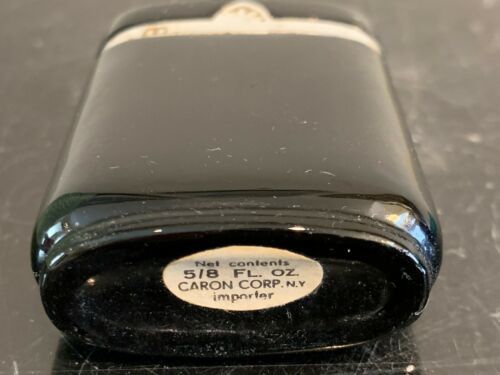 Net contents
5/8 FL. OZ.
CARON CORP. N.Y
importer